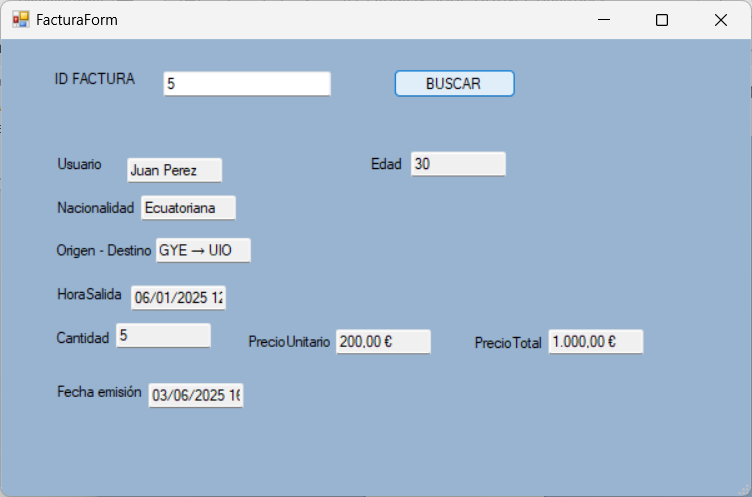 FacturaForm
ID FACTURA 5 BUSCAR
Usuario Juan Perez Edad 30
Nacionalidad Ecuatoriana
Origen - Destino GYE → UIO
HoraSalida 06/01/2025 12
Cantidad 5 PrecioUnitario 200,00 € PrecioTotal 1.000,00 €
Fecha emisión 03/06/2025 16